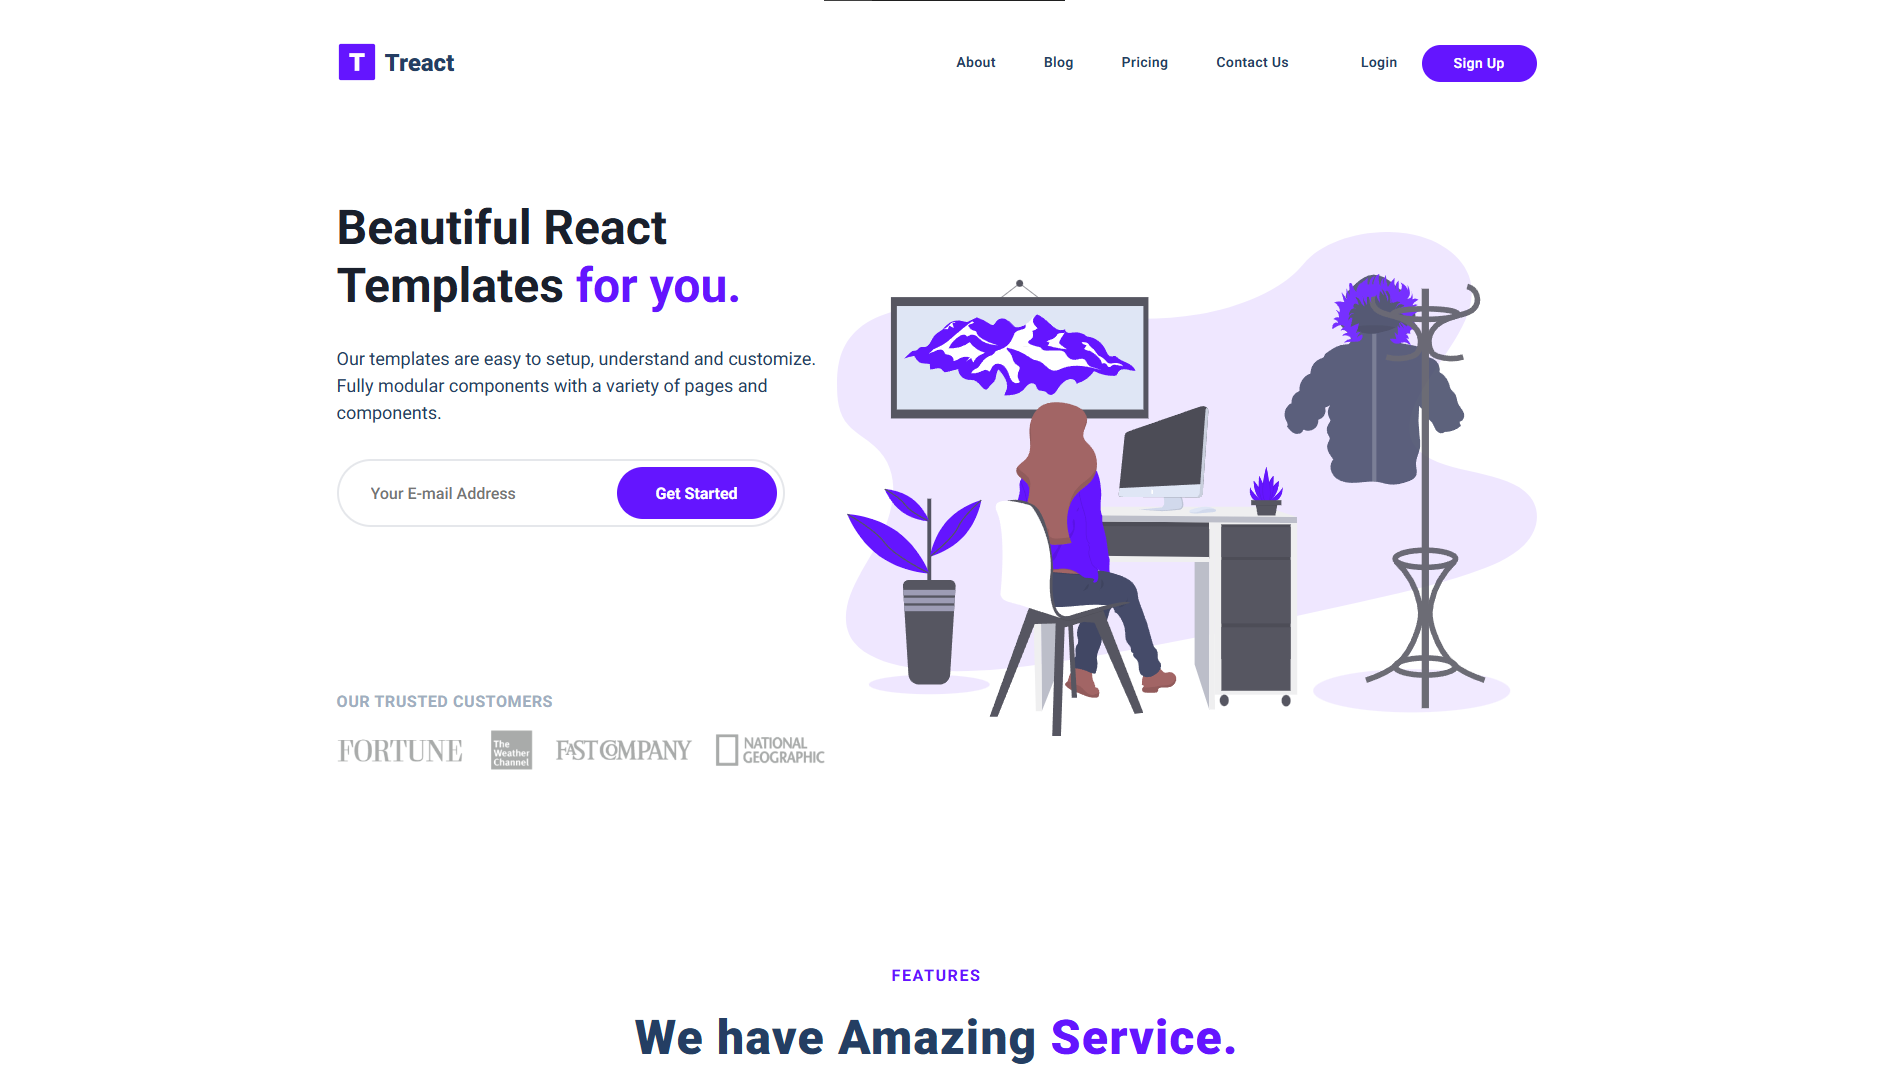 T Treact
About
Blog
Pricing
Contact Us
Login
Sign Up
Beautiful React
Templates for you.
Our templates are easy to setup, understand and customize.
Fully modular components with a variety of pages and
components.
Your E-mail Address
Get Started
OUR TRUSTED CUSTOMERS
FORTUNE
The
Weather
Channel
FAST COMPANY
NATIONAL
GEOGRAPHIC
FEATURES
We have Amazing Service.